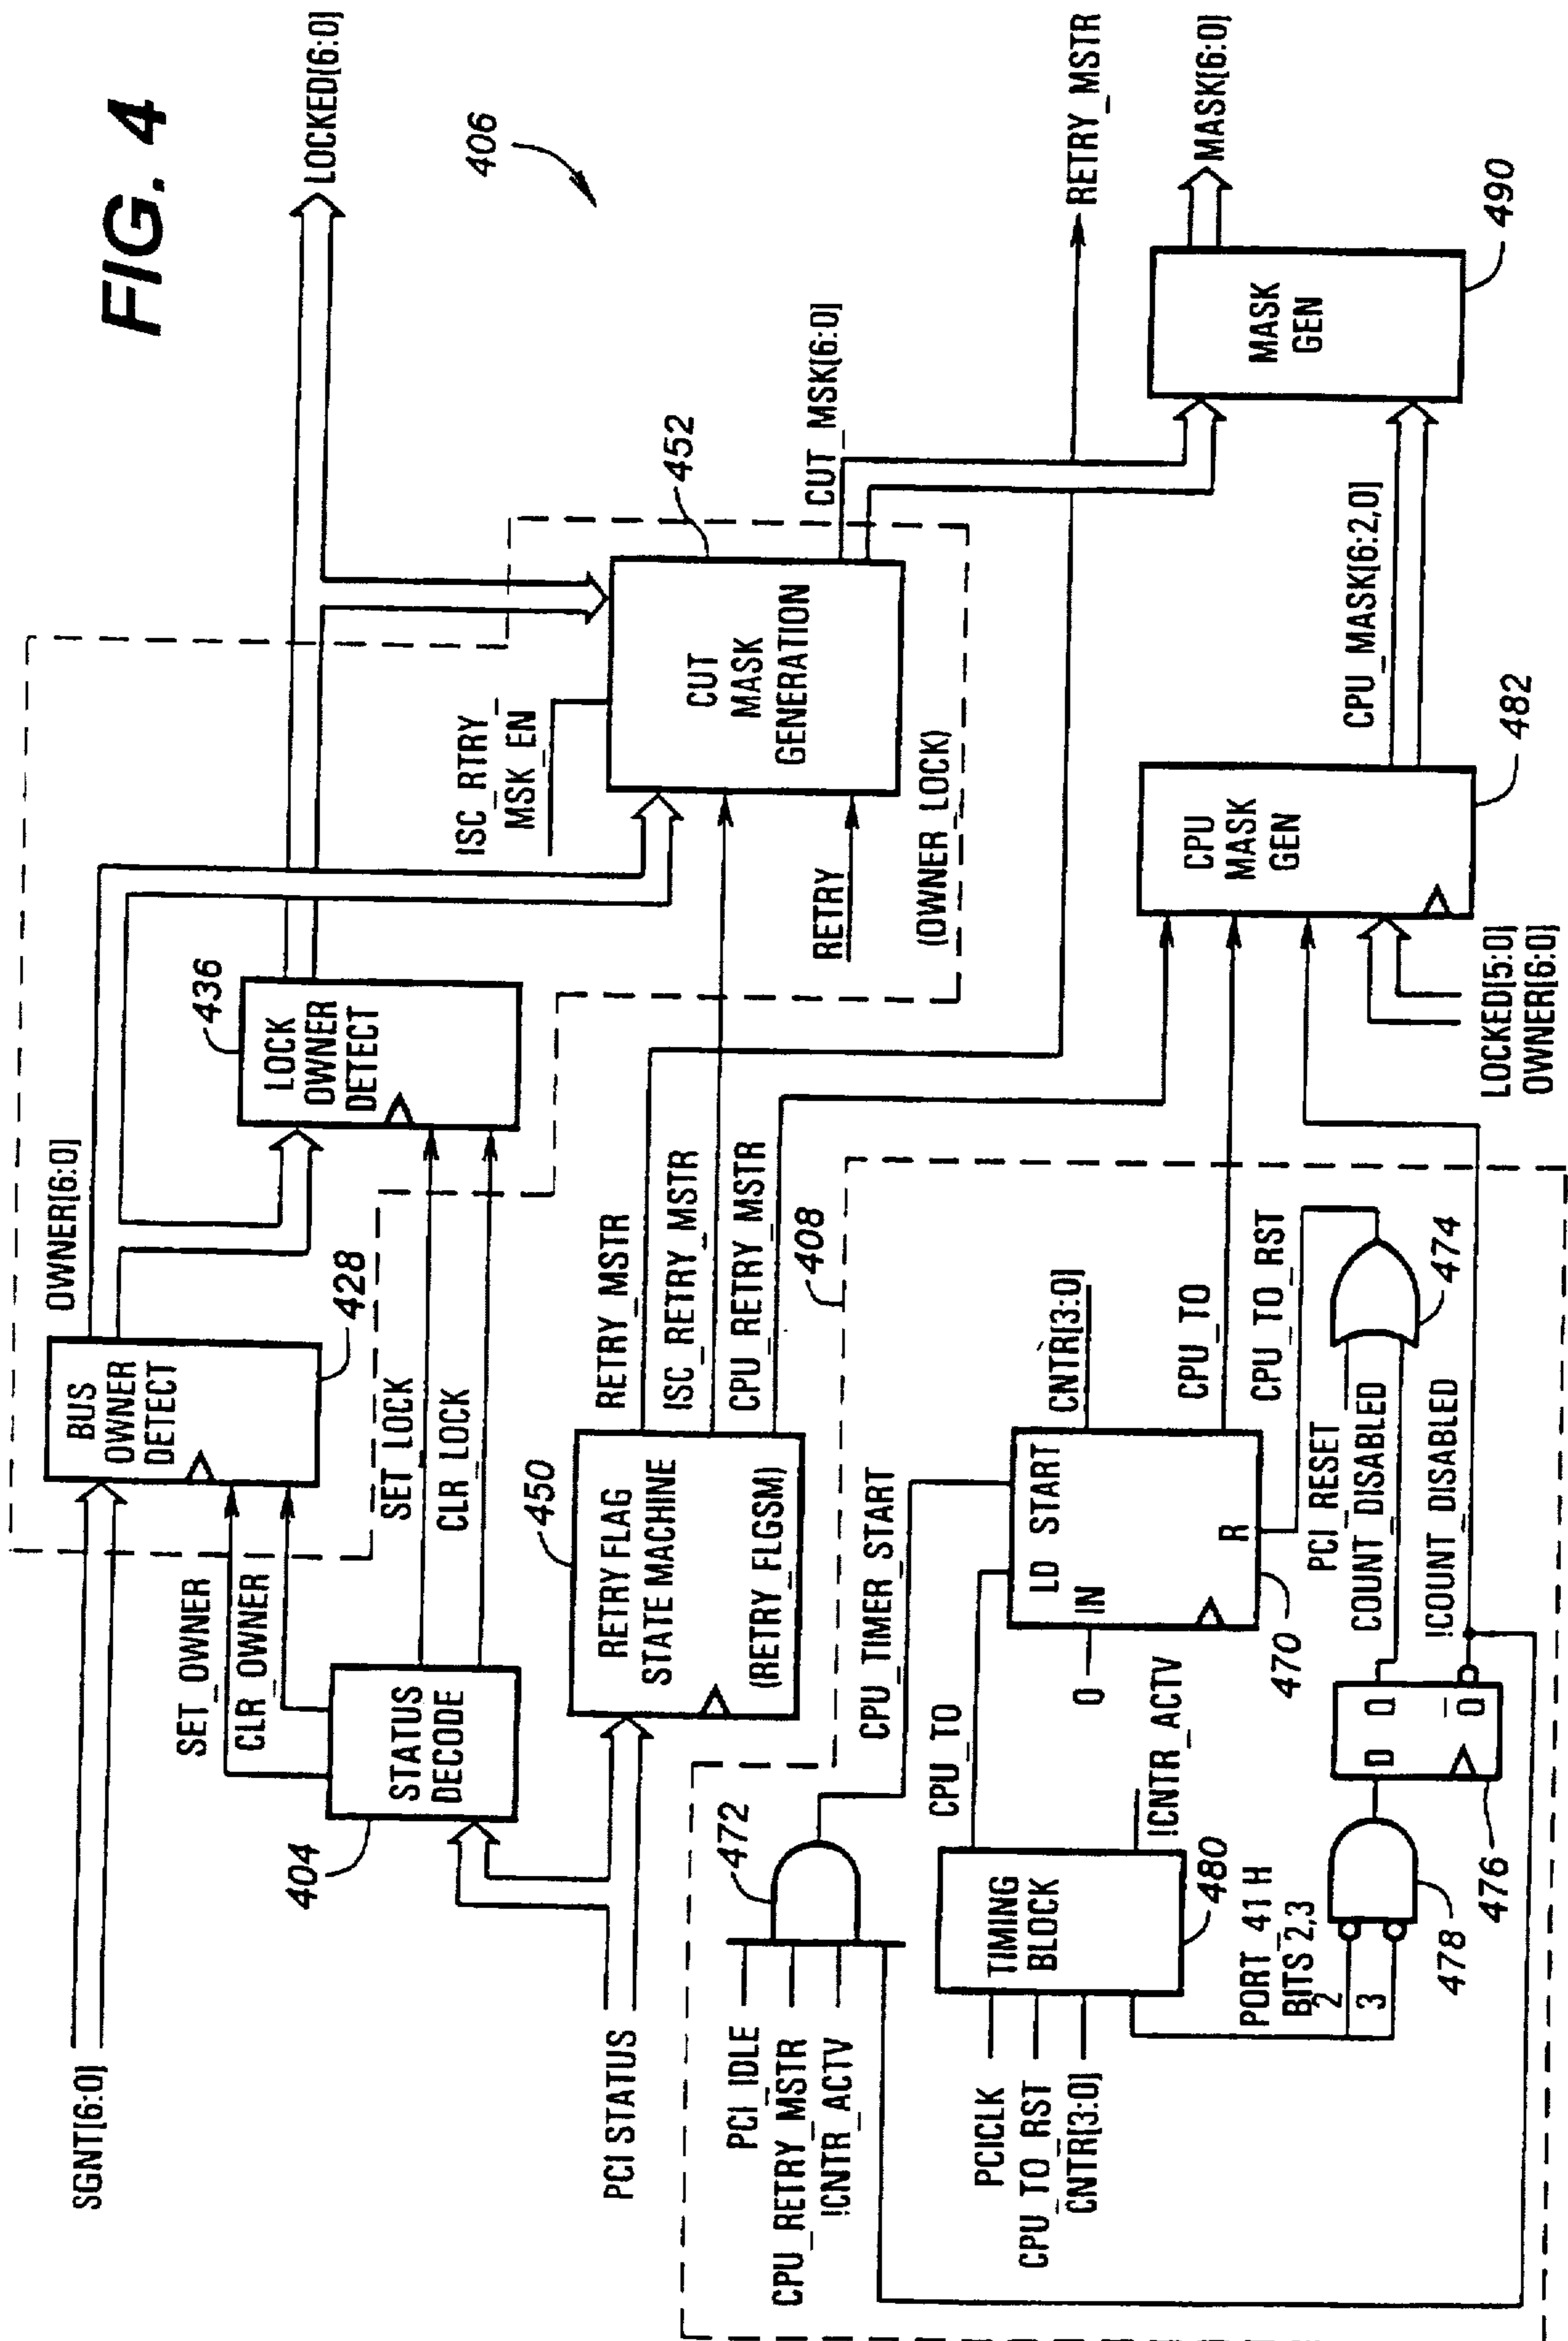 FIG. 4
SGNT[6:0]
BUS
OWNER
DETECT
428
OWNER[6:0]
LOCKED[6:0]
SET_OWNER
CLR_OWNER
436
LOCK
OWNER
DETECT
406
STATUS
DECODE
404
SET_LOCK
CLR_LOCK
PCI STATUS
450
RETRY FLAG
STATE MACHINE
(RETRY_FLGSM)
RETRY_MSTR
ISC_RETRY_MSTR
CPU_RETRY_MSTR
ISC_RTRY_
MSK_EN
RETRY
452
CUT
MASK
GENERATION
(OWNER_LOCK)
CUT_MSK[6:0]
RETRY_MSTR
408
PCI_IDLE
CPU_RETRY_MSTR
!CNTR_ACTV
472
CPU_TIMER_START
PCICLK
CPU_TO_RST
CNTR[3:0]
TIMING
BLOCK
480
CPU_TO
!CNTR_ACTV
LD START
IN
0
R
470
CNTR[3:0]
CPU_TO
CPU_TO_RST
PORT 41 H
BITS 2,3
2
3
478
D Q
Q
476
PCI_RESET
COUNT_DISABLED
!COUNT_DISABLED
474
CPU
MASK
GEN
482
LOCKED[5:0]
OWNER[6:0]
CPU_MASK[6:2,0]
MASK
GEN
490
MASK[6:0]